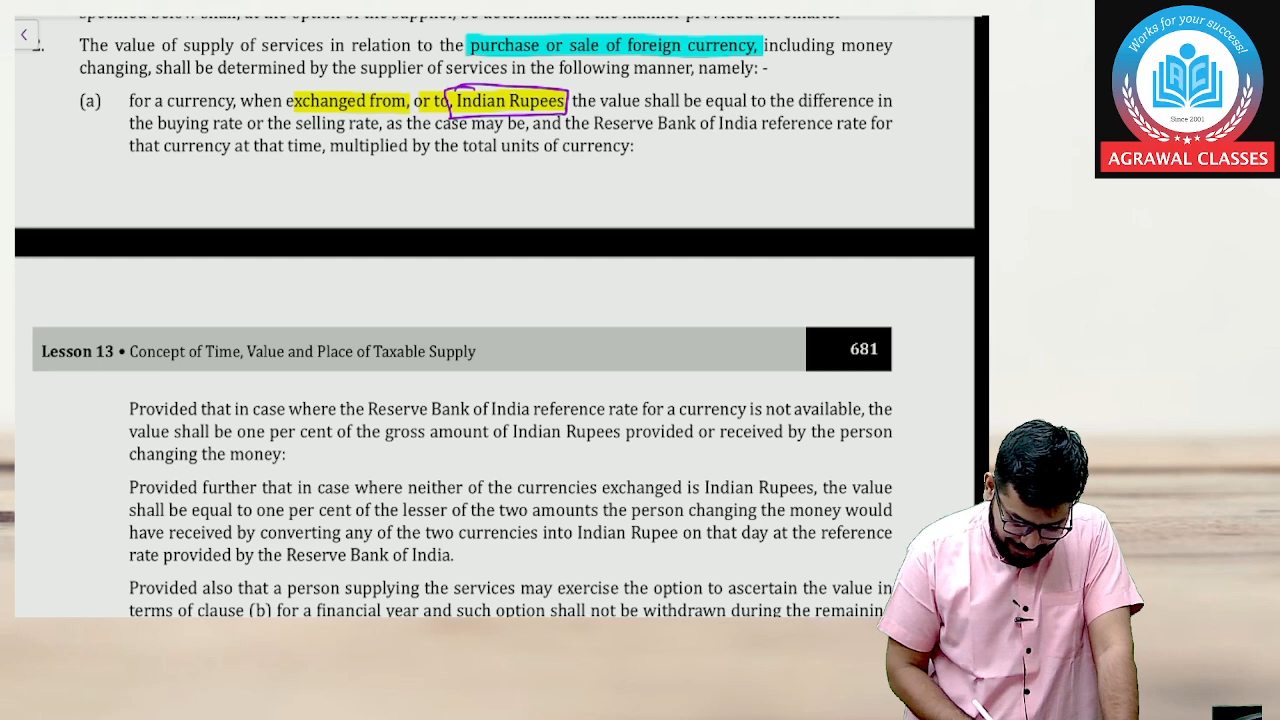 The value of supply of services in relation to the purchase or sale of foreign currency, including money
changing, shall be determined by the supplier of services in the following manner, namely: -
(a) for a currency, when exchanged from, or to, Indian Rupees, the value shall be equal to the difference in
the buying rate or the selling rate, as the case may be, and the Reserve Bank of India reference rate for
that currency at that time, multiplied by the total units of currency:
Lesson 13 • Concept of Time, Value and Place of Taxable Supply 681
Provided that in case where the Reserve Bank of India reference rate for a currency is not available, the
value shall be one per cent of the gross amount of Indian Rupees provided or received by the person
changing the money:
Provided further that in case where neither of the currencies exchanged is Indian Rupees, the value
shall be equal to one per cent of the lesser of the two amounts the person changing the money would
have received by converting any of the two currencies into Indian Rupee on that day at the reference
rate provided by the Reserve Bank of India.
Provided also that a person supplying the services may exercise the option to ascertain the value in
terms of clause (b) for a financial year and such option shall not be withdrawn during the remaining
Works for your success!
AC
Since 2001
AGRAWAL CLASSES